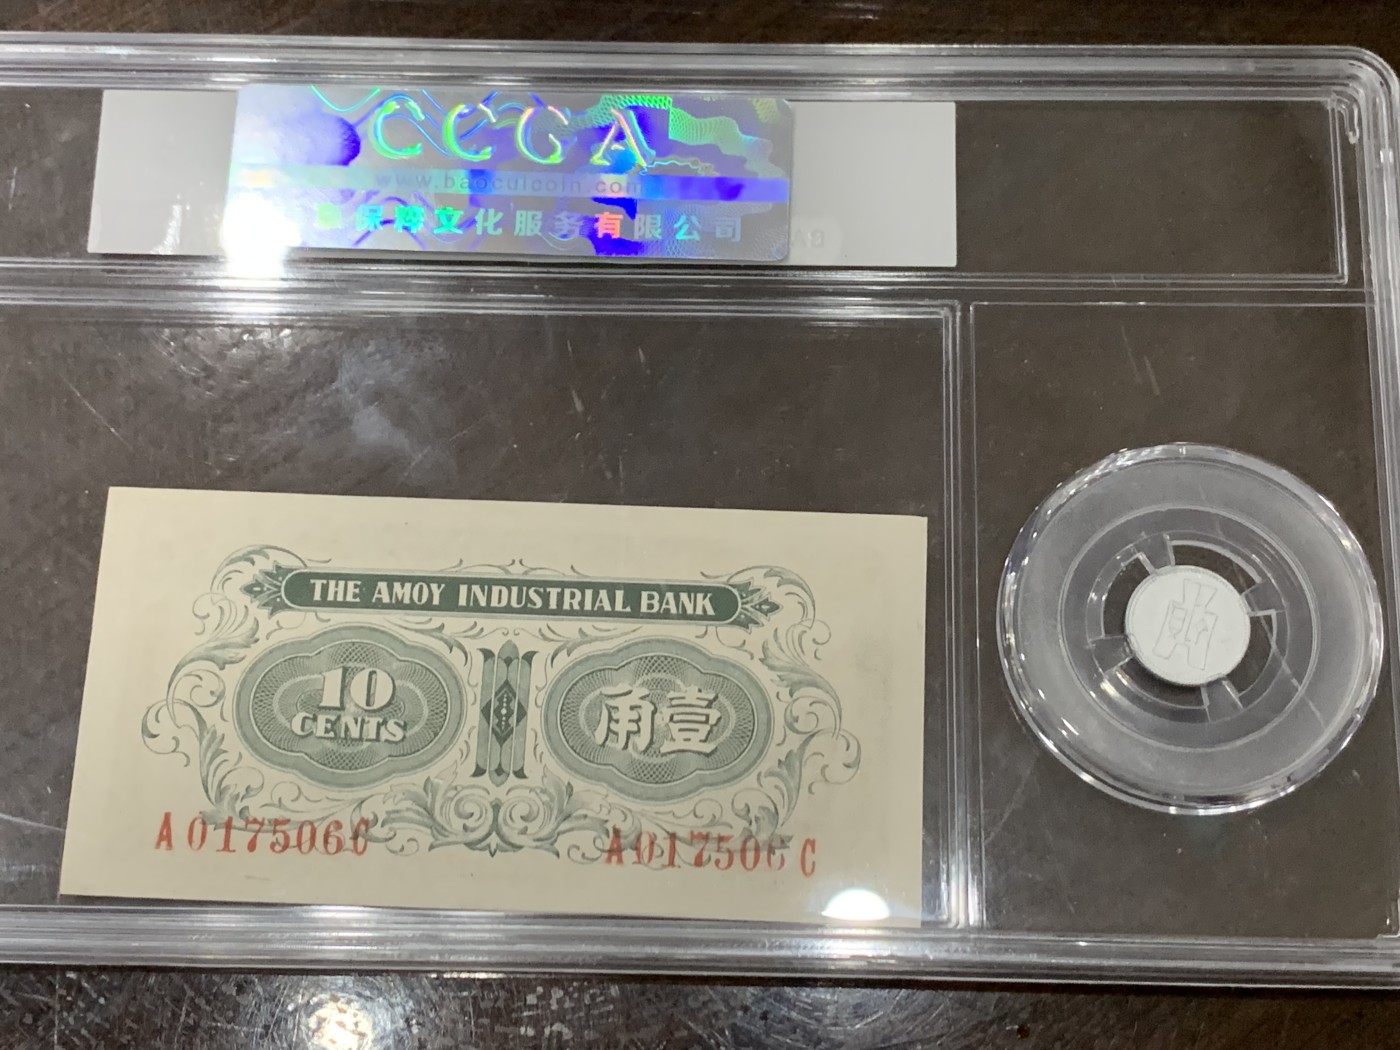 CCGA
www.baocuicoin.com
保粹文化服务有限公司
THE AMOY INDUSTRIAL BANK
10
CENTS
角壹
A017506C
A017506C